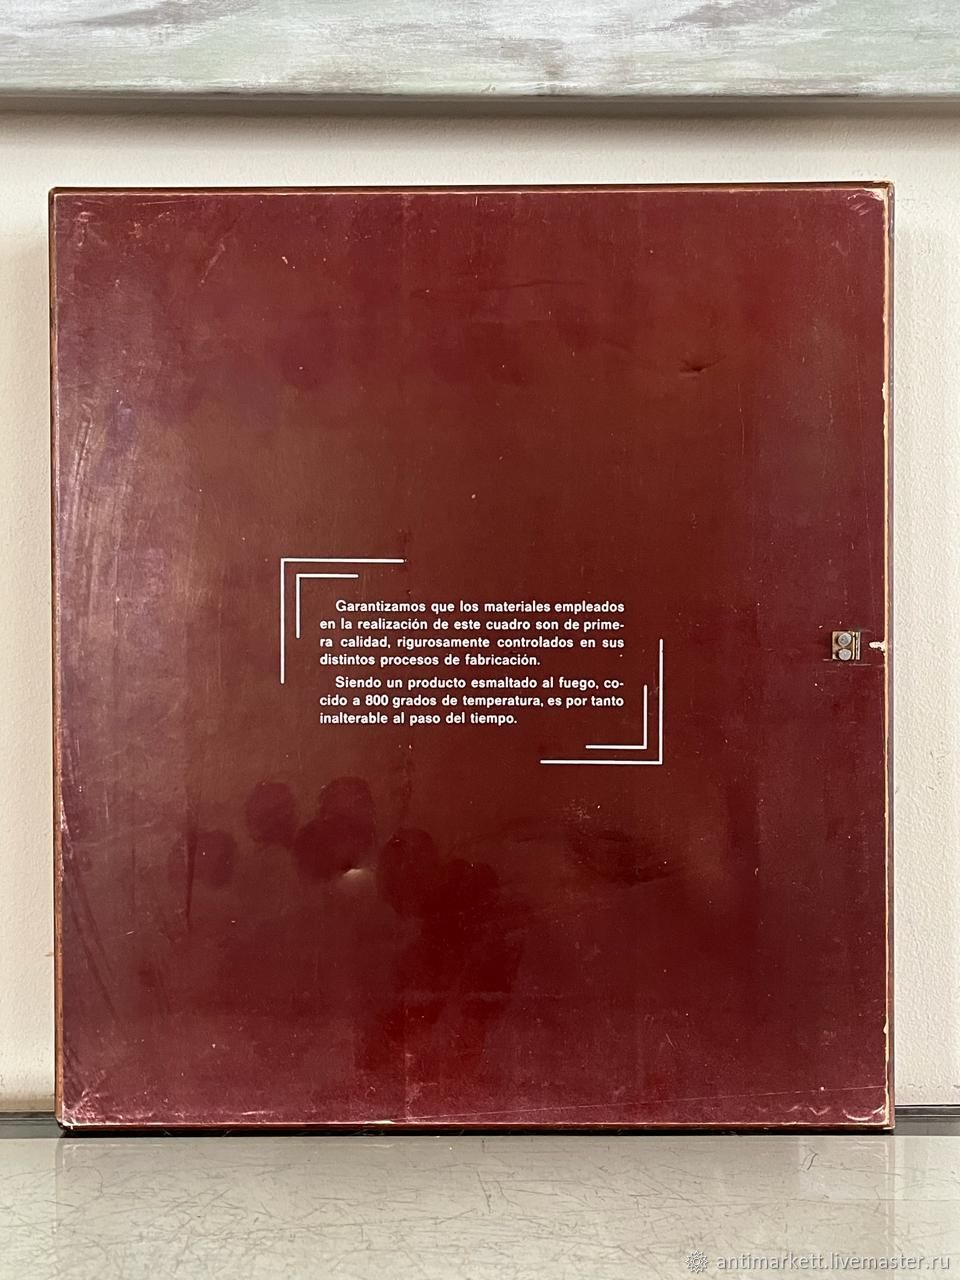 Garantizamos que los materiales empleados
en la realización de este cuadro son de prime-
ra calidad, rigurosamente controlados en sus
distintos procesos de fabricación.
Siendo un producto esmaltado al fuego, co-
cido a 800 grados de temperatura, es por tanto
inalterable al paso del tiempo.
antimarkett.livemaster.ru